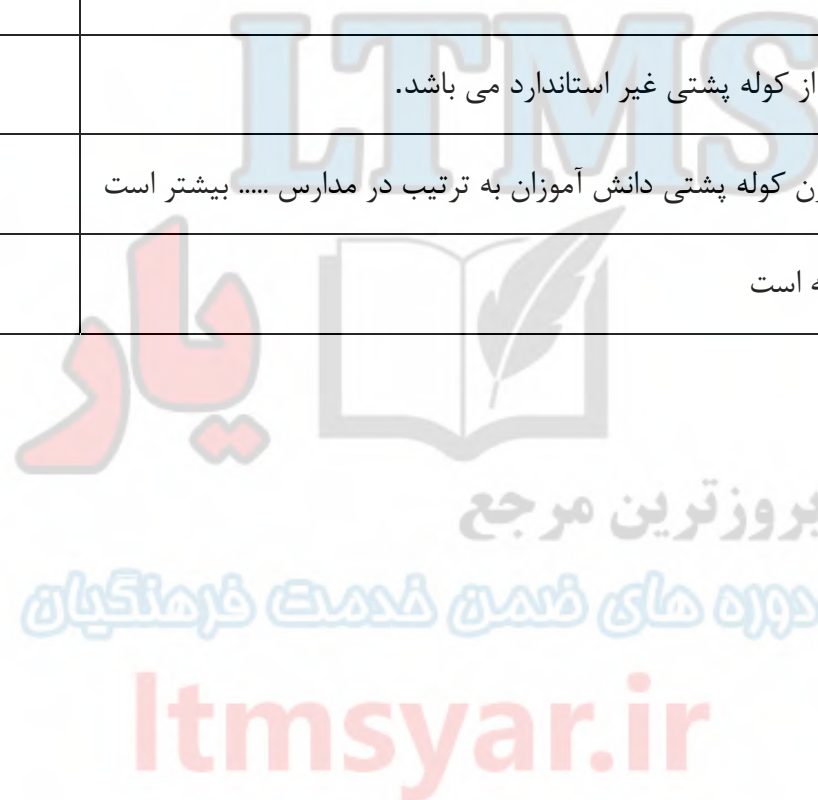 LTMS
از کوله پشتی غیر استاندارد می باشد.
کوله پشتی دانش آموزان به ترتیب در مدارس ..... بیشتر است
است
یار
بروزترین مرجع
دوره های ضمن خدمت فرهنگیان
ltmsyar.ir